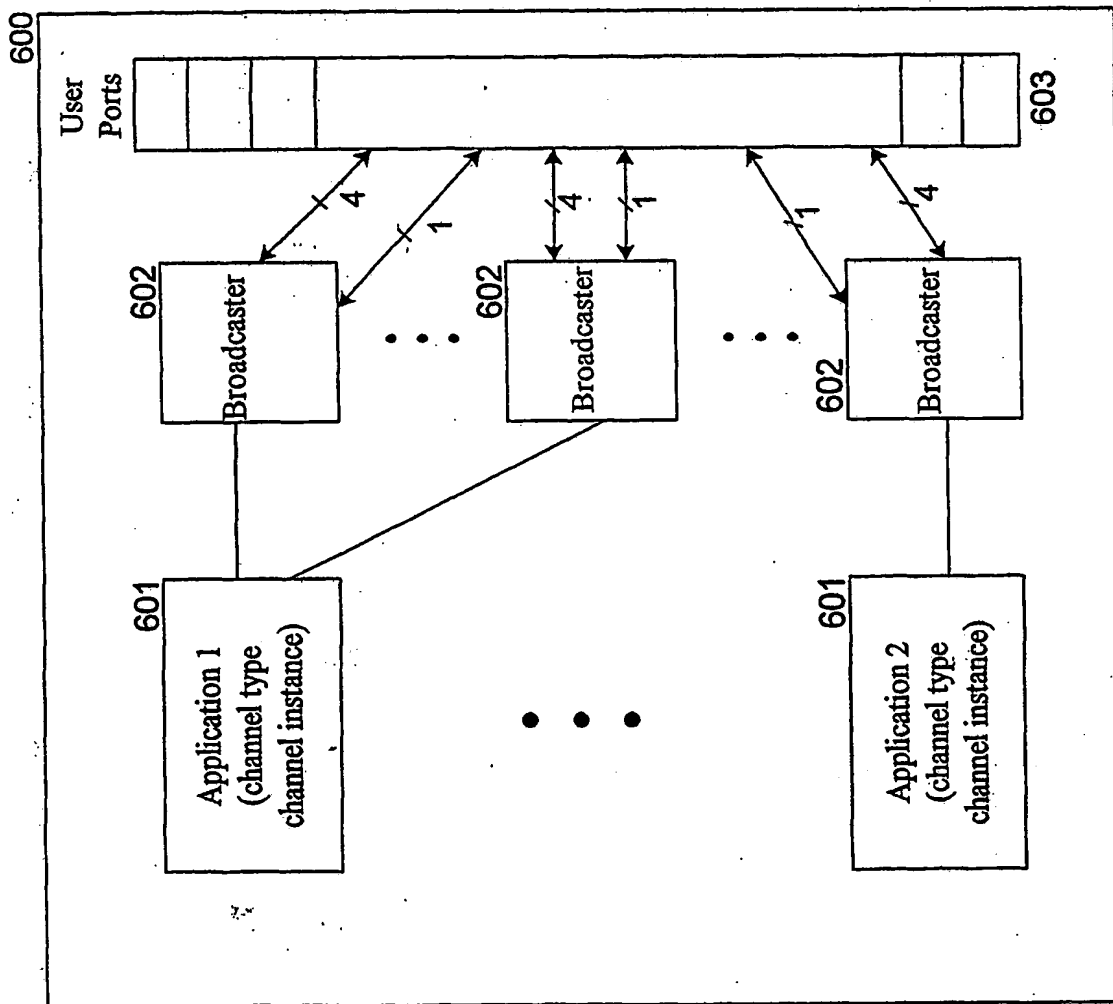 600
User
Ports
603
4
1
4
1
1
4
602
Broadcaster
602
Broadcaster
602
Broadcaster
601
Application 1
(channel type
channel instance)
601
Application 2
(channel type
channel instance)